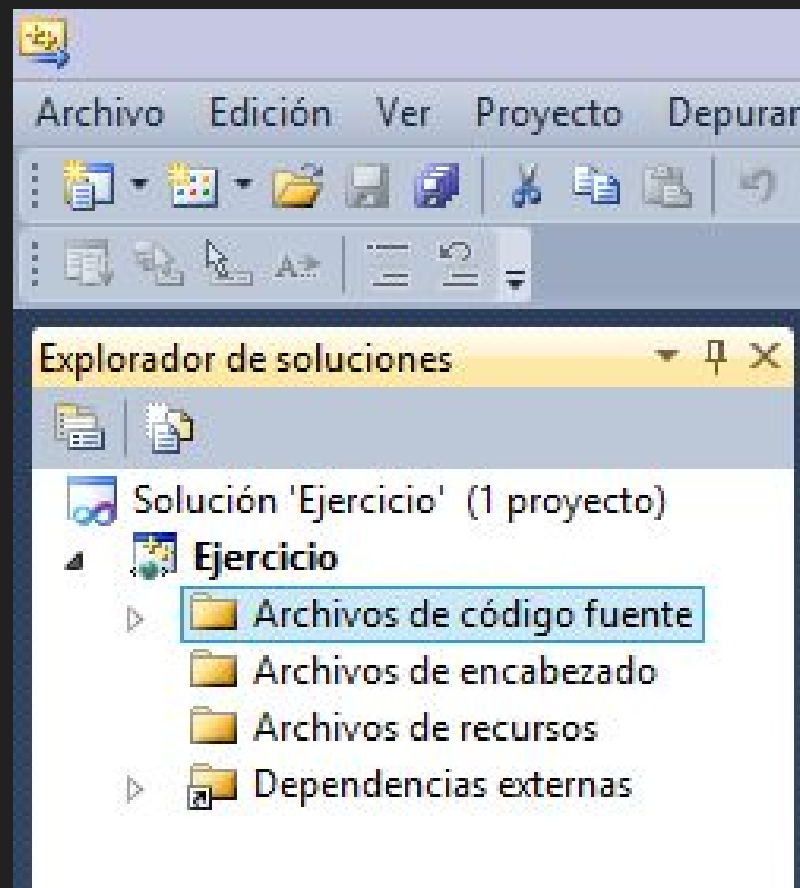 Archivo Edición Ver Proyecto Depurar
Explorador de soluciones
Solución 'Ejercicio' (1 proyecto)
Ejercicio
Archivos de código fuente
Archivos de encabezado
Archivos de recursos
Dependencias externas